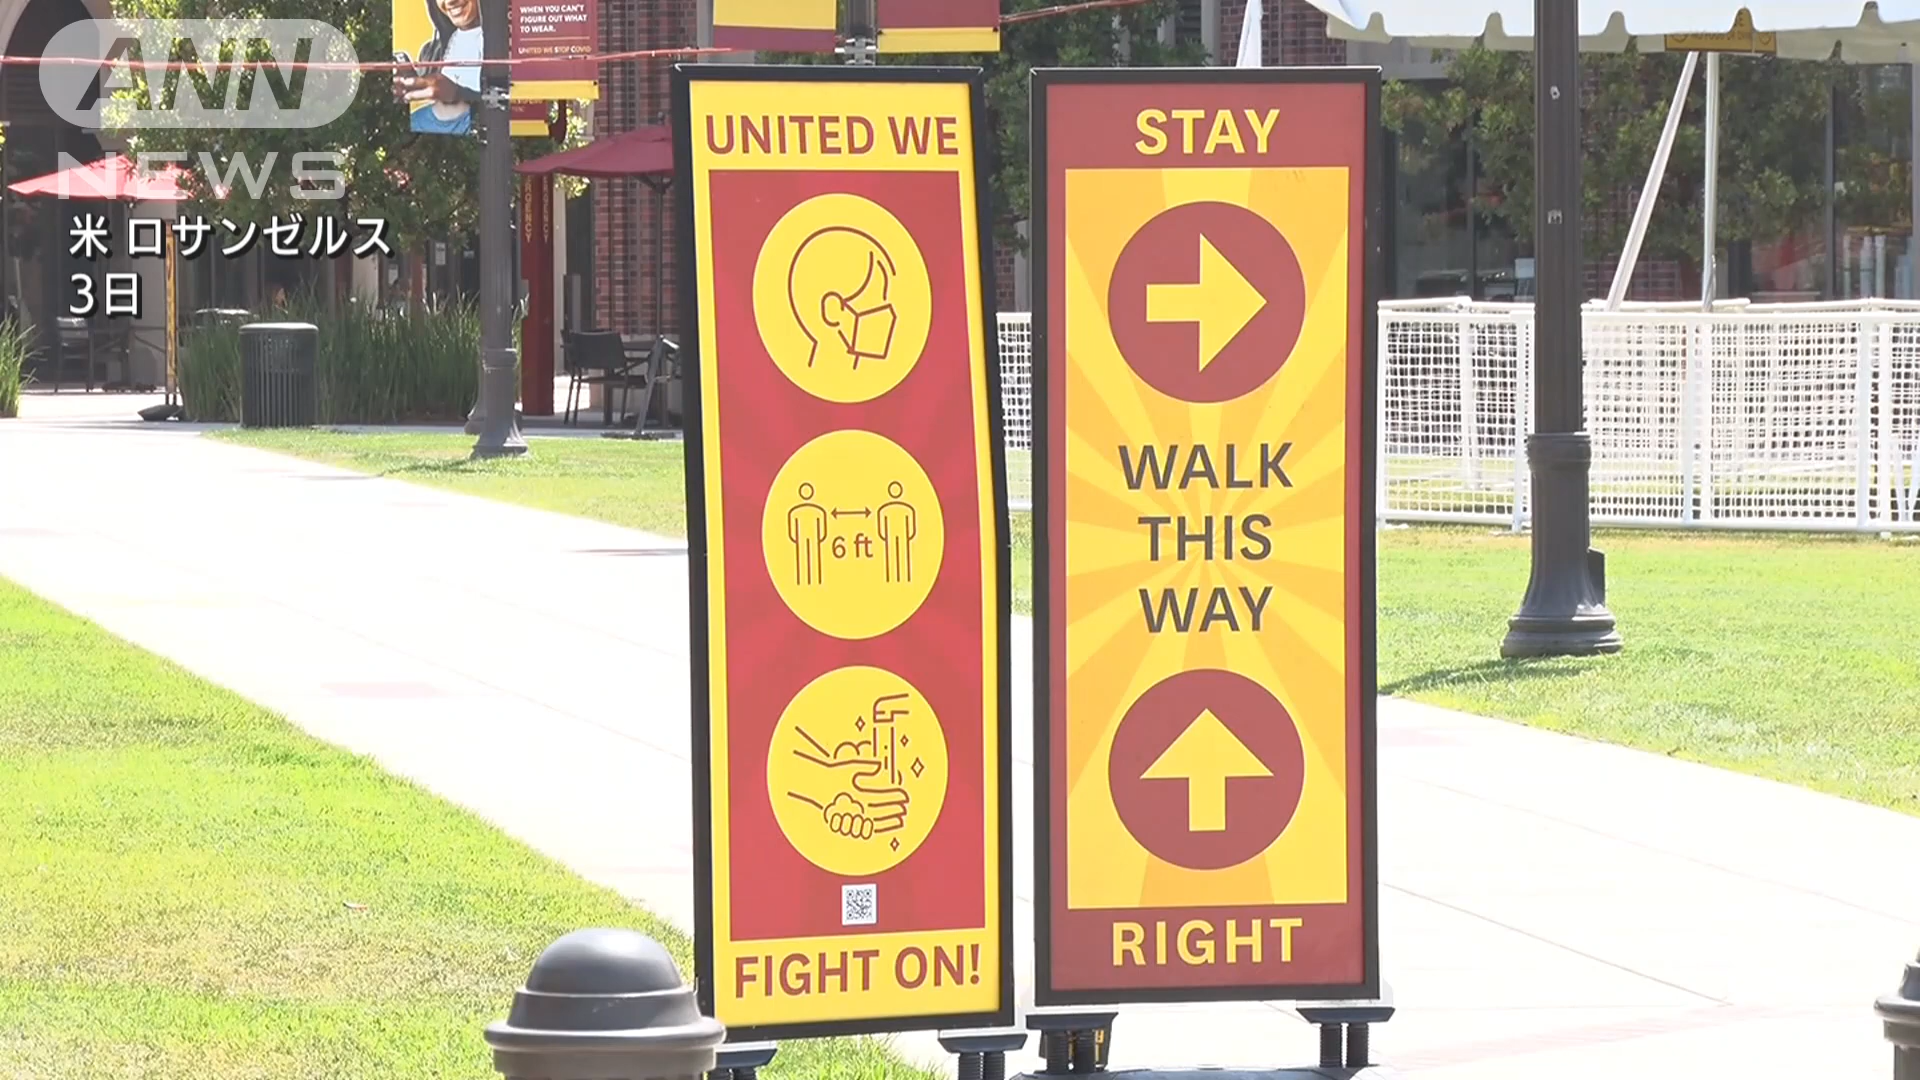 ANN
NEWS
米 ロサンゼルス
3日
WHEN YOU CAN'T
FIGURE OUT WHAT
TO WEAR.
UNITED WE STOP COVID
UNITED WE
6 ft
FIGHT ON!
STAY
WALK
THIS
WAY
RIGHT